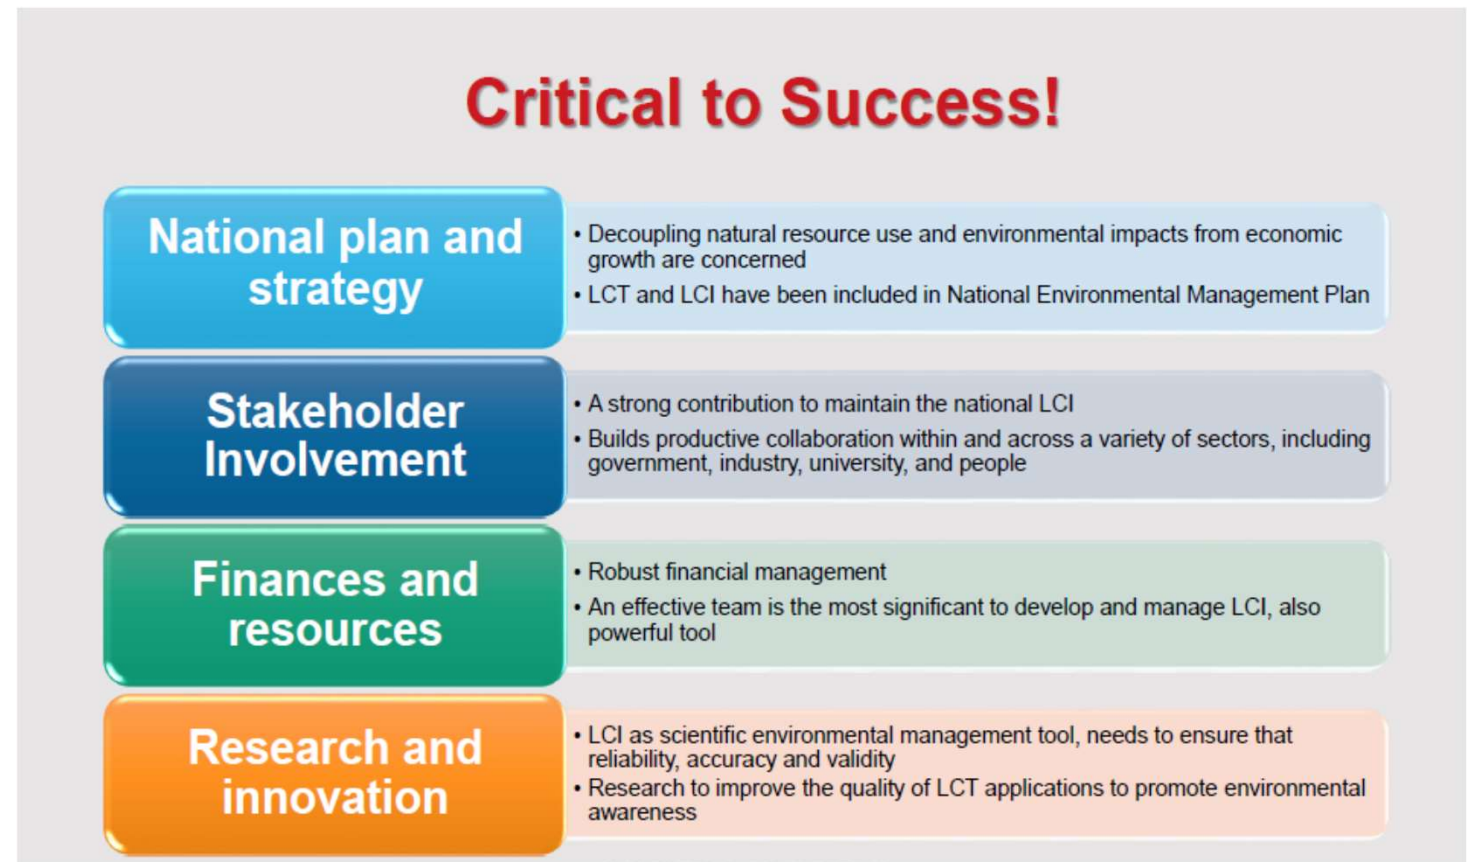 Critical to Success!
National plan and
strategy
• Decoupling natural resource use and environmental impacts from economic
growth are concerned
• LCT and LCI have been included in National Environmental Management Plan
Stakeholder
Involvement
• A strong contribution to maintain the national LCI
• Builds productive collaboration within and across a variety of sectors, including
government, industry, university, and people
Finances and
resources
• Robust financial management
• An effective team is the most significant to develop and manage LCI, also
powerful tool
Research and
innovation
• LCI as scientific environmental management tool, needs to ensure that
reliability, accuracy and validity
• Research to improve the quality of LCT applications to promote environmental
awareness